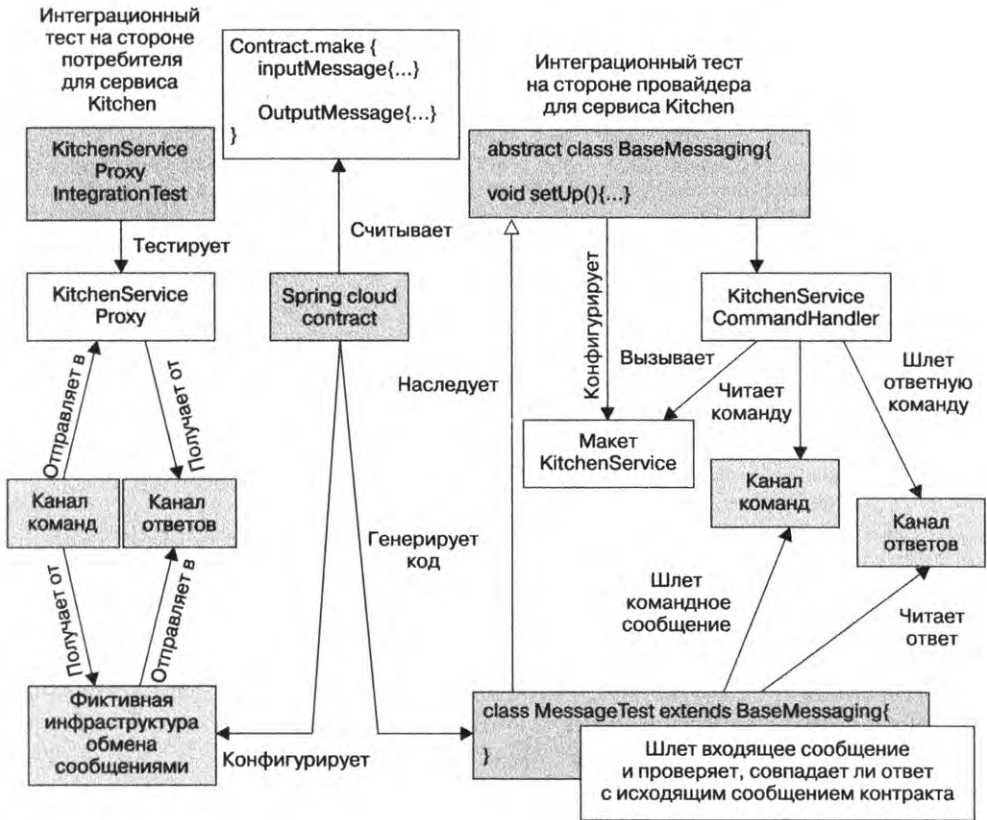 Интеграционный
тест на стороне
потребителя
для сервиса
Kitchen
Contract.make {
inputMessage{...}
OutputMessage{...}
}
Интеграционный тест
на стороне провайдера
для сервиса Kitchen
KitchenService
Proxy
IntegrationTest
abstract class BaseMessaging{
void setUp(){...}
Тестирует
Считывает
KitchenService
Proxy
Spring cloud
contract
Наследует
Конфигурирует
KitchenService
CommandHandler
Вызывает
Читает
команду
Шлет
ответную
команду
Отправляет в
Получает от
Макет
KitchenService
Канал
команд
Канал
ответов
Канал
команд
Канал
ответов
Генерирует
код
Получает от
Отправляет в
Шлет
командное
сообщение
Читает
ответ
Фиктивная
инфраструктура
обмена
сообщениями
Конфигурирует
class MessageTest extends BaseMessaging{
}
Шлет входящее сообщение
и проверяет, совпадает ли ответ
с исходящим сообщением контракта